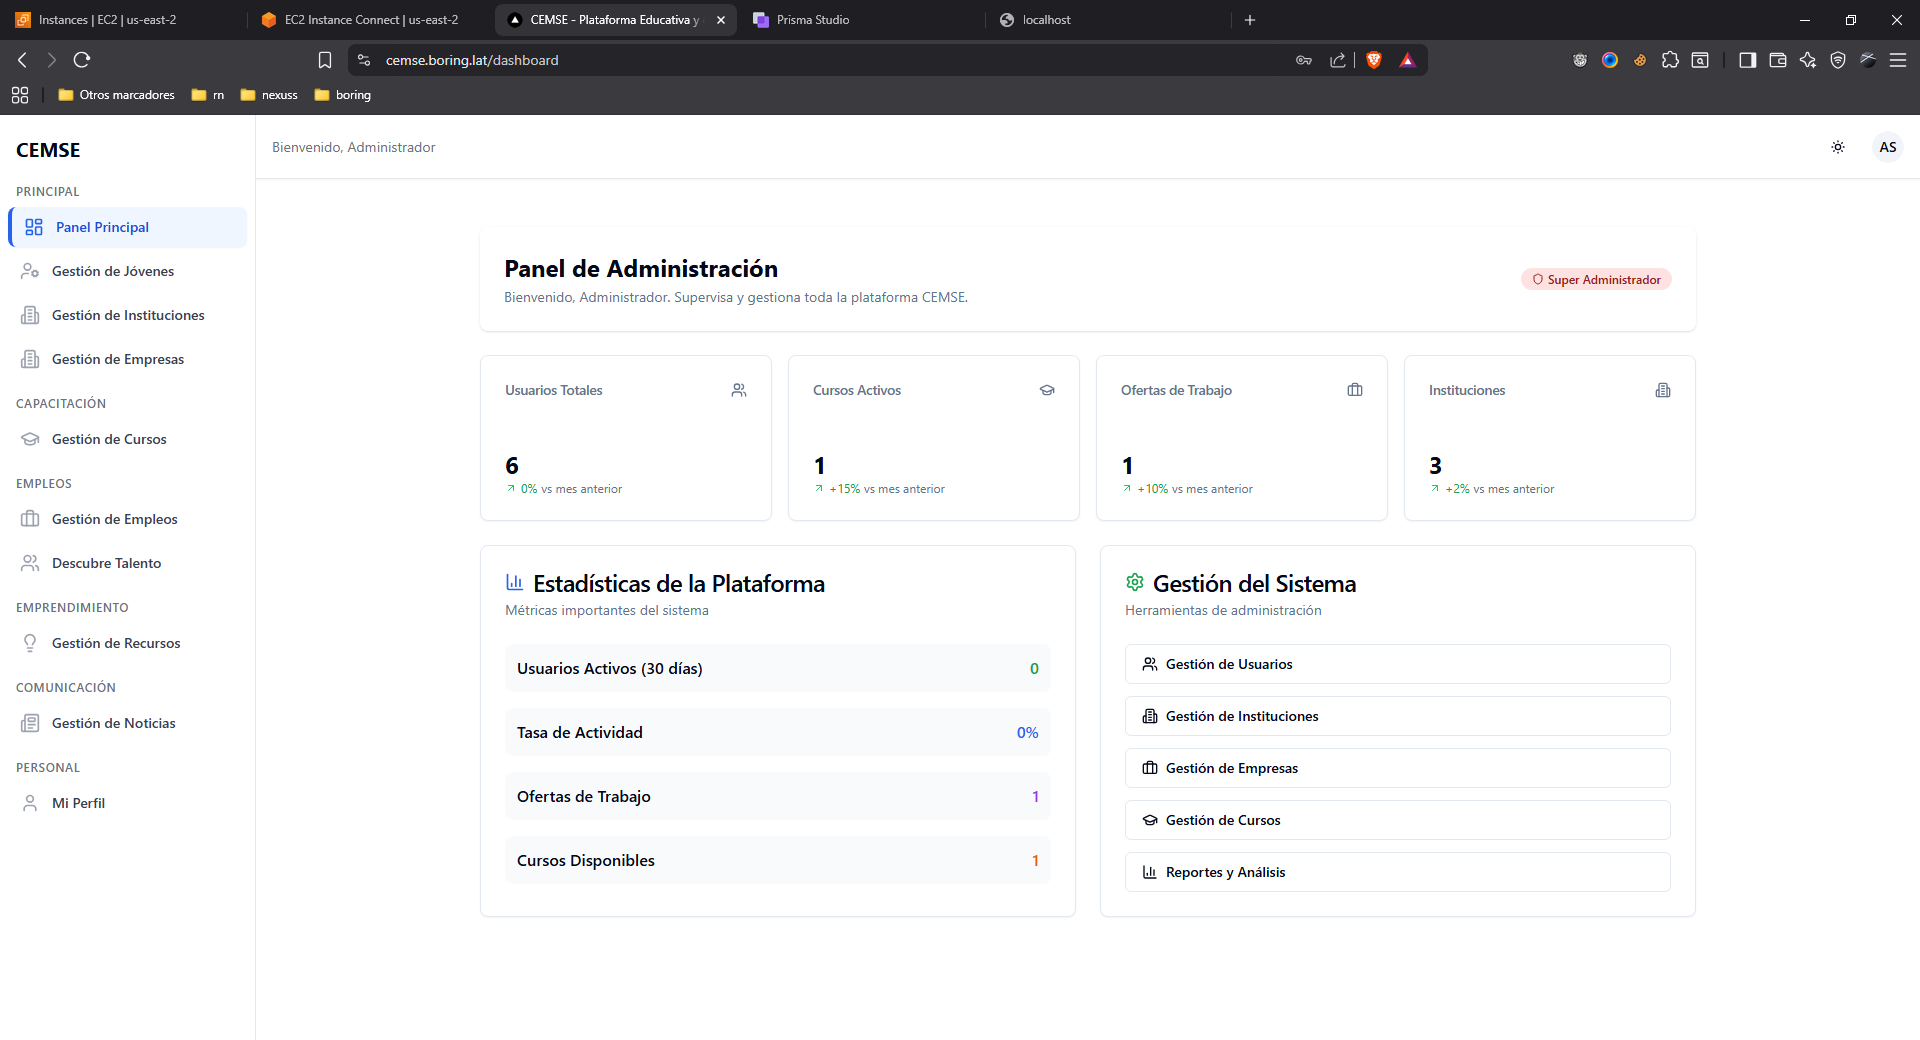 Instances | EC2 | us-east-2
EC2 Instance Connect | us-east-2
CEMSE - Plataforma Educativa y
Prisma Studio
localhost
cemse.boring.lat/dashboard
Otros marcadores
rn
nexuss
boring
CEMSE
PRINCIPAL
Panel Principal
Gestión de Jóvenes
Gestión de Instituciones
Gestión de Empresas
CAPACITACIÓN
Gestión de Cursos
EMPLEOS
Gestión de Empleos
Descubre Talento
EMPRENDIMIENTO
Gestión de Recursos
COMUNICACIÓN
Gestión de Noticias
PERSONAL
Mi Perfil
Bienvenido, Administrador
AS
Panel de Administración
Bienvenido, Administrador. Supervisa y gestiona toda la plataforma CEMSE.
Super Administrador
Usuarios Totales
6
0% vs mes anterior
Cursos Activos
1
+15% vs mes anterior
Ofertas de Trabajo
1
+10% vs mes anterior
Instituciones
3
+2% vs mes anterior
Estadísticas de la Plataforma
Métricas importantes del sistema
Usuarios Activos (30 días) 0
Tasa de Actividad 0%
Ofertas de Trabajo 1
Cursos Disponibles 1
Gestión del Sistema
Herramientas de administración
Gestión de Usuarios
Gestión de Instituciones
Gestión de Empresas
Gestión de Cursos
Reportes y Análisis